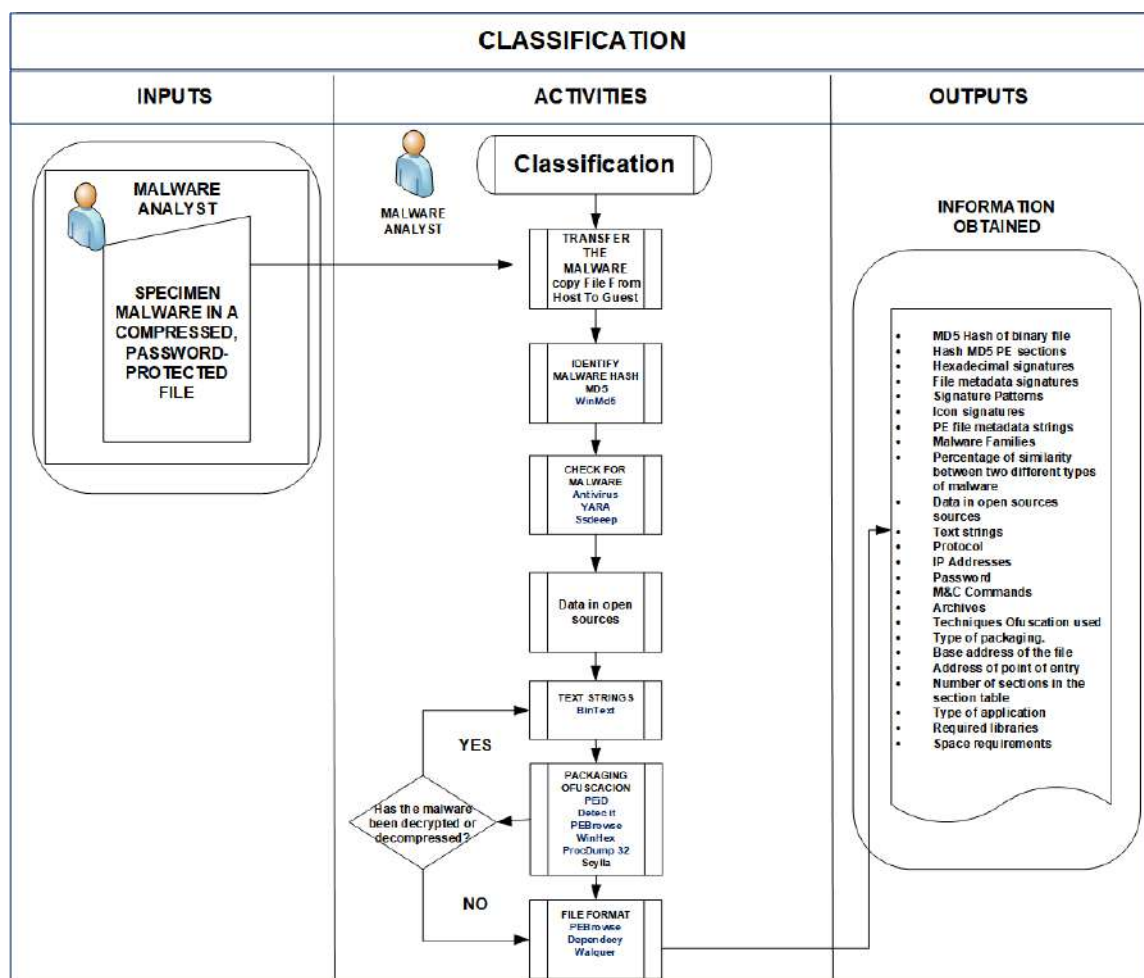 CLASSIFICATION
INPUTS
ACTIVITIES
OUTPUTS
MALWARE
ANALYST
SPECIMEN
MALWARE IN A
COMPRESSED,
PASSWORD-
PROTECTED
FILE
MALWARE
ANALYST
Classification
TRANSFER
THE
MALWARE
copy File From
Host To Guest
IDENTIFY
MALWARE HASH
MD5
WinMd5
CHECK FOR
MALWARE
Antivirus
YARA
Ssdeeep
Data in open
sources
TEXT STRINGS
BinText
YES
PACKAGING
OFUSCACION
PEiD
Detec it
PEBrowse
WinHex
ProcDump 32
Scylla
Has the malware
been decrypted or
decompressed?
NO
FILE FORMAT
PEBrowse
Dependecy
Walquer
INFORMATION
OBTAINED
• MD5 Hash of binary file
• Hash MD5 PE sections
• Hexadecimal signatures
• File metadata signatures
• Signature Patterns
• Icon signatures
• PE file metadata strings
• Malware Families
• Percentage of similarity
between two different types
of malware
• Data in open sources
sources
• Text strings
• Protocol
• IP Addresses
• Password
• M&C Commands
• Archives
• Techniques Ofuscation used
• Type of packaging.
• Base address of the file
• Address of point of entry
• Number of sections in the
section table
• Type of application
• Required libraries
• Space requirements